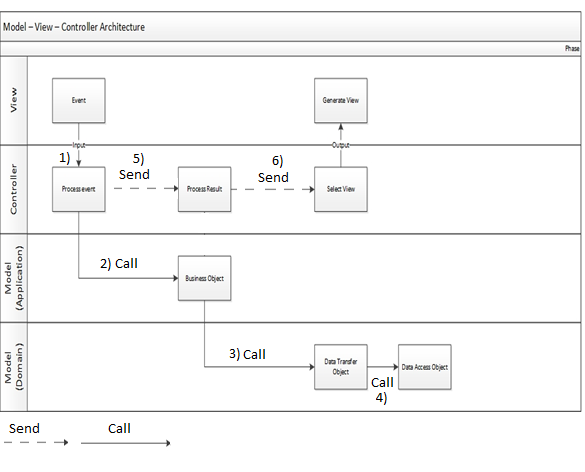 Model – View – Controller Architecture
Phase
View
Event
Generate View
Input
Output
Controller
1)
5)
Send
6)
Send
Process event
Process Result
Select View
Model
(Application)
2) Call
Business Object
Model
(Domain)
3) Call
Data Transfer
Object
Data Access Object
Call
4)
Send
Call